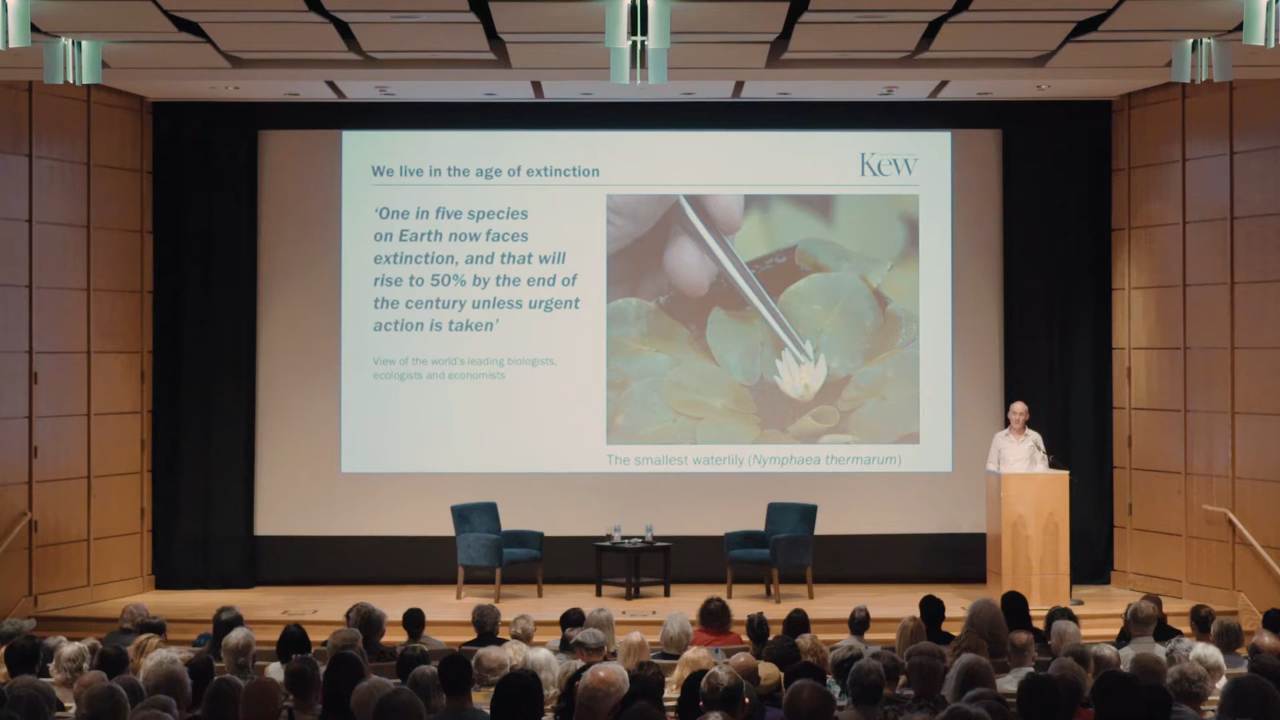 We live in the age of extinction
Kew
‘One in five species
on Earth now faces
extinction, and that will
rise to 50% by the end of
the century unless urgent
action is taken’
View of the world's leading biologists,
ecologists and economists
The smallest waterlily (Nymphaea thermarum)